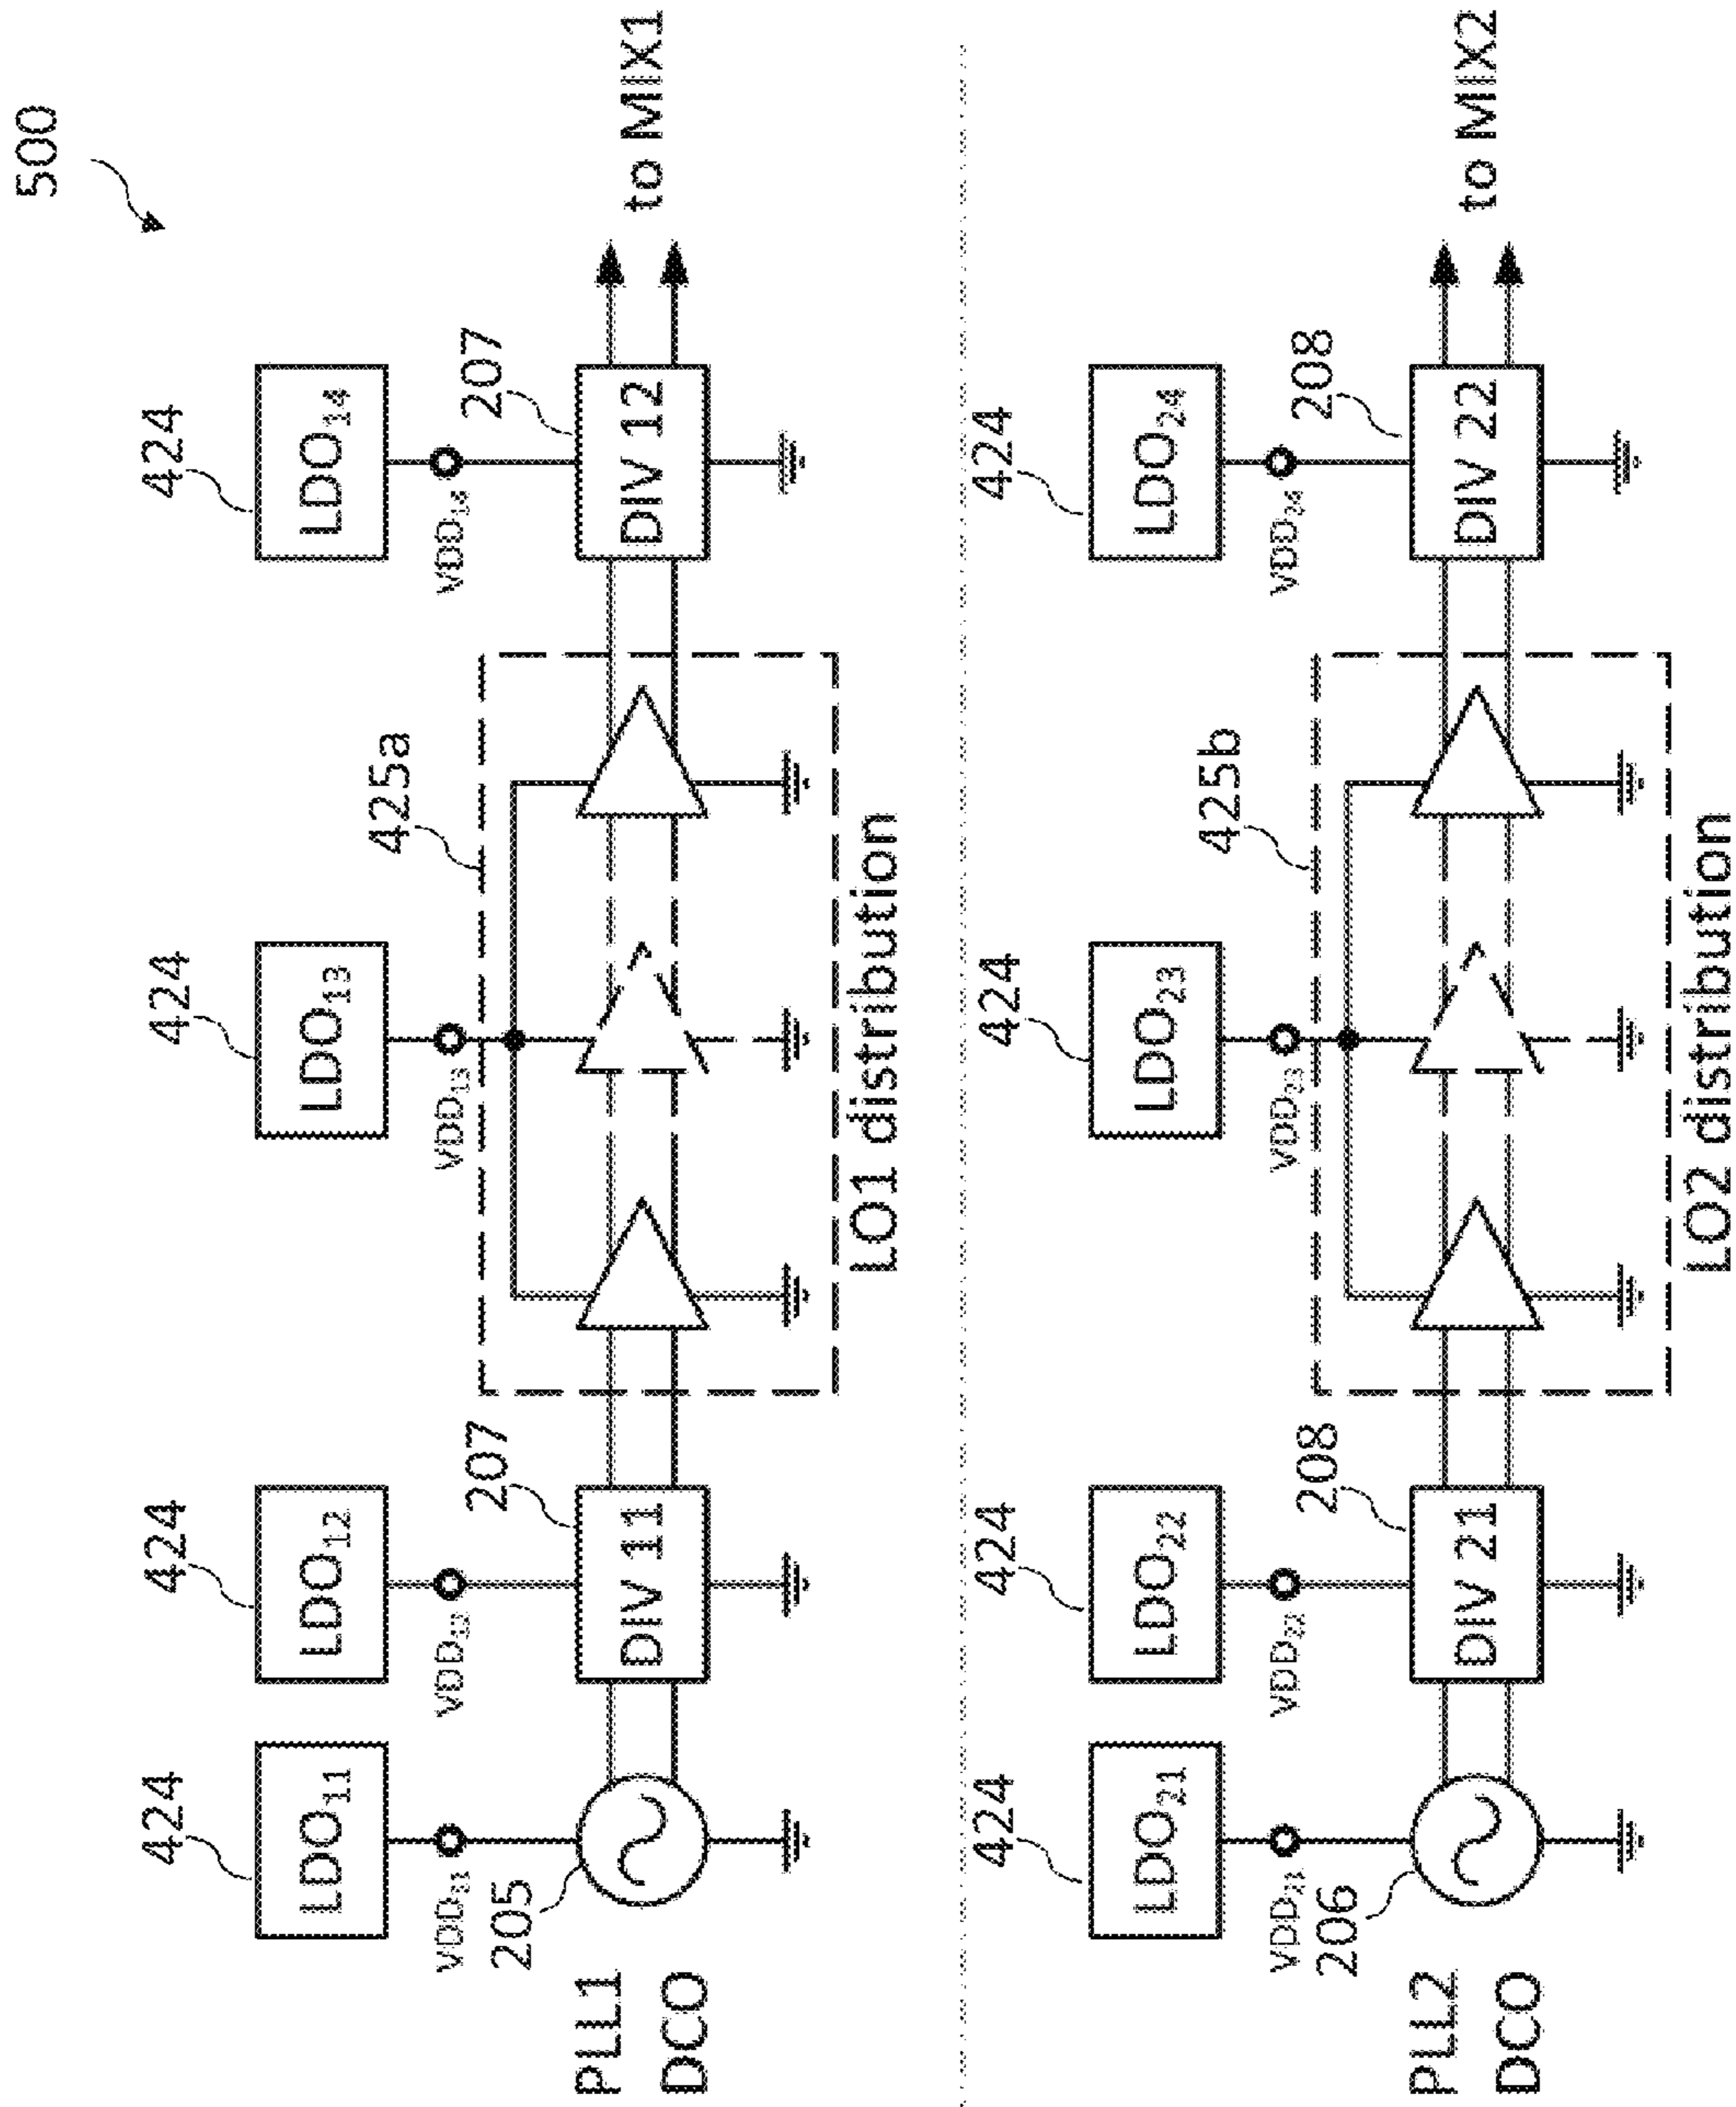 500
424
424
424
424
LDO11
LDO12
LDO13
LDO14
VDD11
VDD12
VDD13
VDD14
205
207
425a
207
PLL1
DCO
DIV 11
DIV 12
to MIX1
LO1 distribution
424
424
424
424
LDO21
LDO22
LDO23
LDO24
VDD21
VDD22
VDD23
VDD24
206
208
425b
208
PLL2
DCO
DIV 21
DIV 22
to MIX2
LO2 distribution